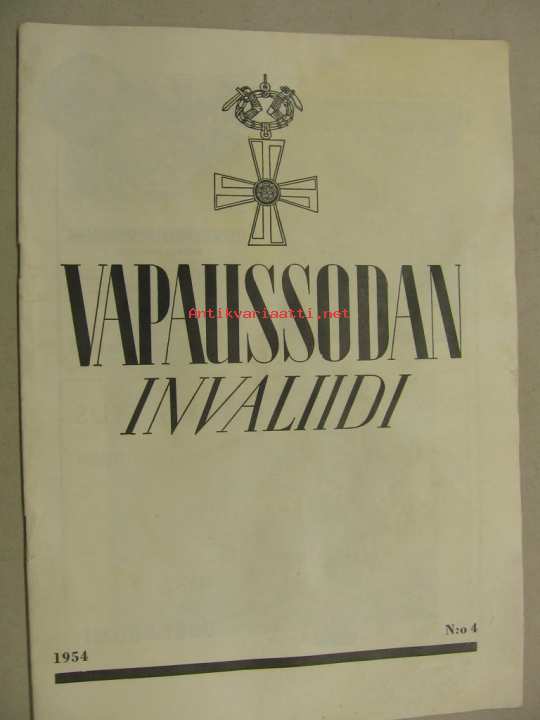 VAPAUSSODAN
Antikvariaatti.net
INVALIIDI
1954
N:o 4